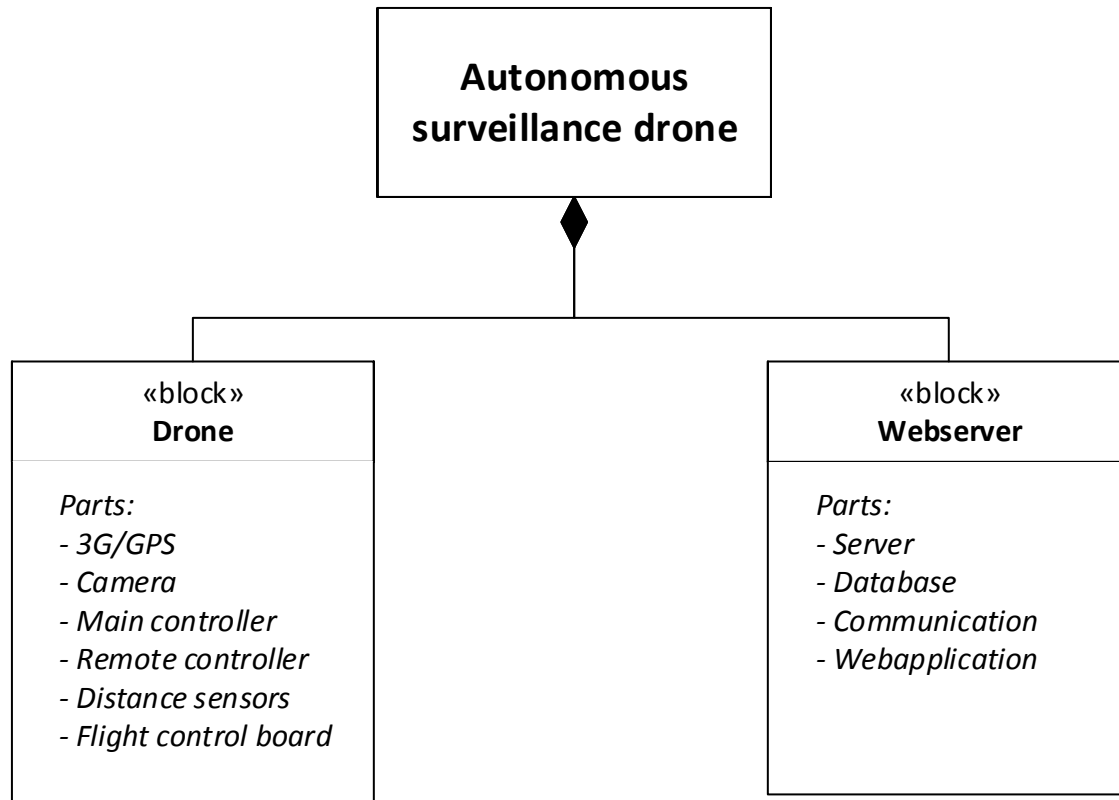 Autonomous
surveillance drone
«block»
Drone
Parts:
- 3G/GPS
- Camera
- Main controller
- Remote controller
- Distance sensors
- Flight control board
«block»
Webserver
Parts:
- Server
- Database
- Communication
- Webapplication